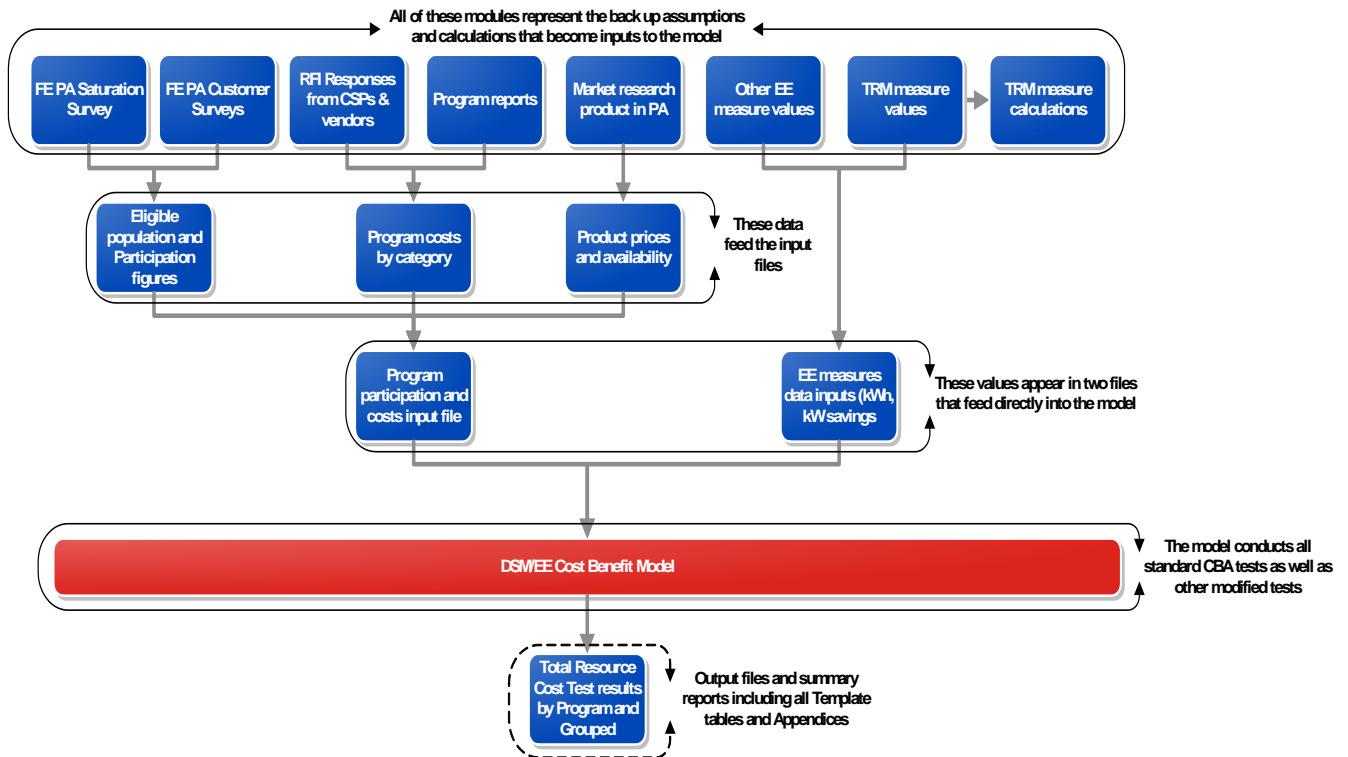 All of these modules represent the back up assumptions
and calculations that become inputs to the model
FE PA Saturation
Survey
FE PA Customer
Surveys
RFI Responses
from CSPs &
vendors
Program reports
Market research
product in PA
Other EE
measure values
TRM measure
values
TRM measure
calculations
Eligible
population and
Participation
figures
Program costs
by category
Product prices
and availability
These data
feed the input
files
Program
participation and
costs input file
EE measures
data inputs (kWh,
kW savings
These values appear in two files
that feed directly into the model
DSM/EE Cost Benefit Model
The model conducts all
standard CBA tests as well as
other modified tests
Total Resource
Cost Test results
by Program and
Grouped
Output files and summary
reports including all Template
tables and Appendices